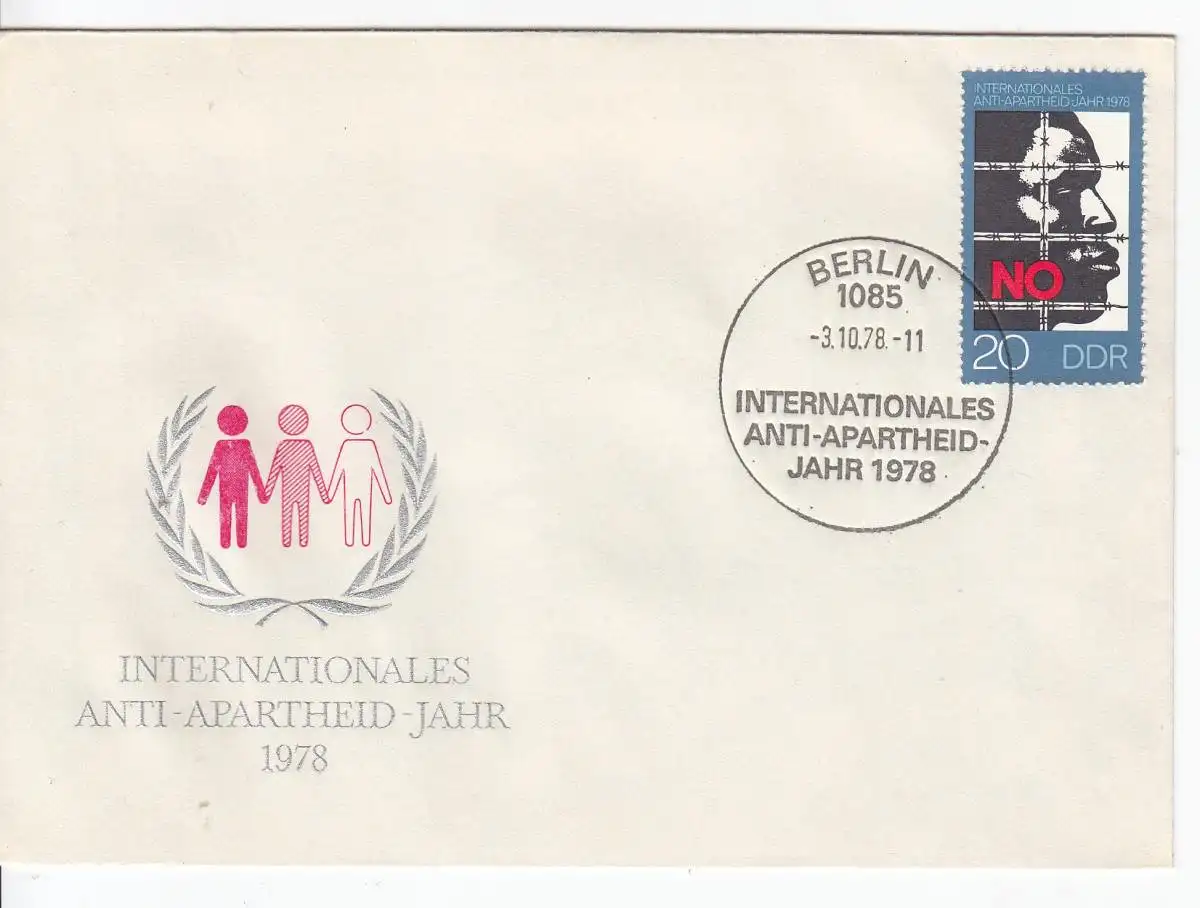 INTERNATIONALES
ANTI-APARTHEID-JAHR 1978
NO
20 DDR
BERLIN
1085
-3.10.78.-11
INTERNATIONALES
ANTI-APARTHEID-
JAHR 1978
INTERNATIONALES
ANTI-APARTHEID-JAHR
1978